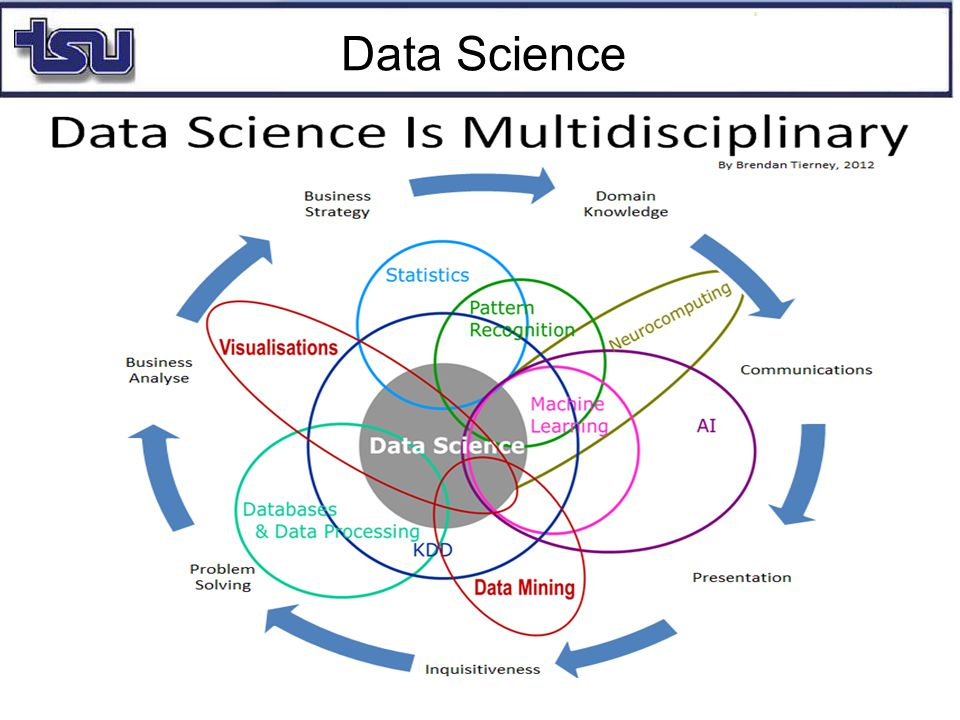 tsu
Data Science
Data Science Is Multidisciplinary
By Brendan Tierney, 2012
Business
Strategy
Domain
Knowledge
Statistics
Pattern
Recognition
Neurocomputing
Visualisations
Business
Analyse
Communications
Machine
Learning
AI
Data Science
Databases
& Data Processing
KDD
Data Mining
Problem
Solving
Presentation
Inquisitiveness